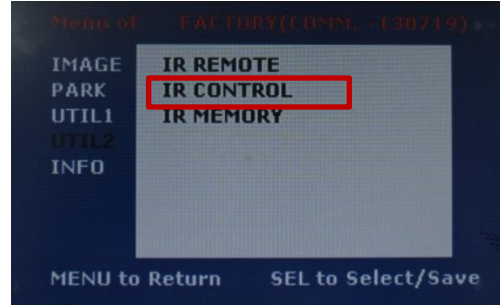 Menu of FACTORY(COMM. -130719)
IMAGE
PARK
UTIL1
UTIL2
INFO
IR REMOTE
IR CONTROL
IR MEMORY
MENU to Return SEL to Select/Save